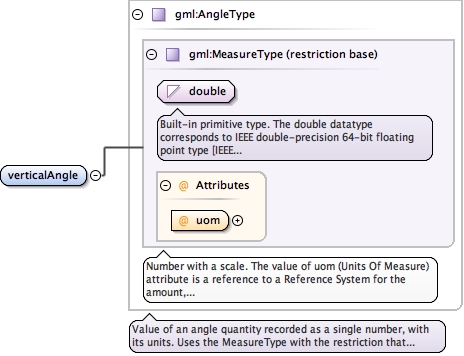 gml:AngleType
gml:MeasureType (restriction base)
double
Built-in primitive type. The double datatype
corresponds to IEEE double-precision 64-bit floating
point type [IEEE...
verticalAngle
@ Attributes
@ uom
Number with a scale. The value of uom (Units Of Measure)
attribute is a reference to a Reference System for the
amount,...
Value of an angle quantity recorded as a single number, with
its units. Uses the MeasureType with the restriction that...